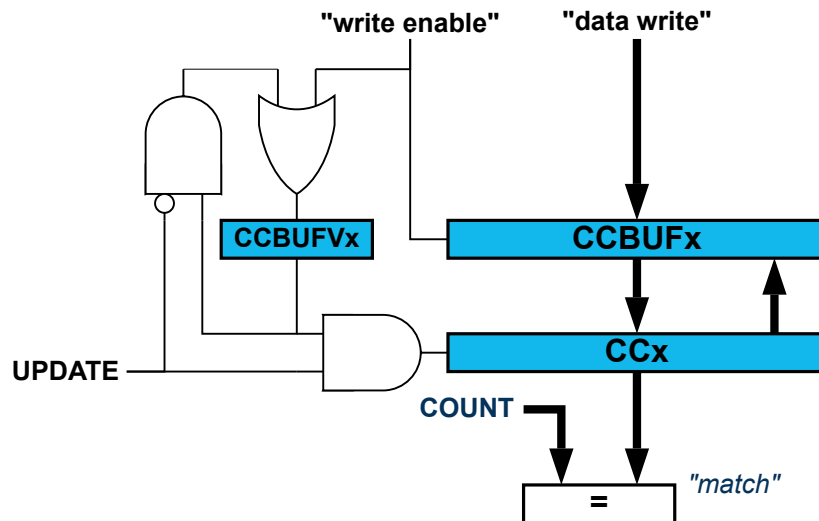 "write enable"
"data write"
CCBUFVx
CCBUFx
CCx
UPDATE
COUNT
"match"
=